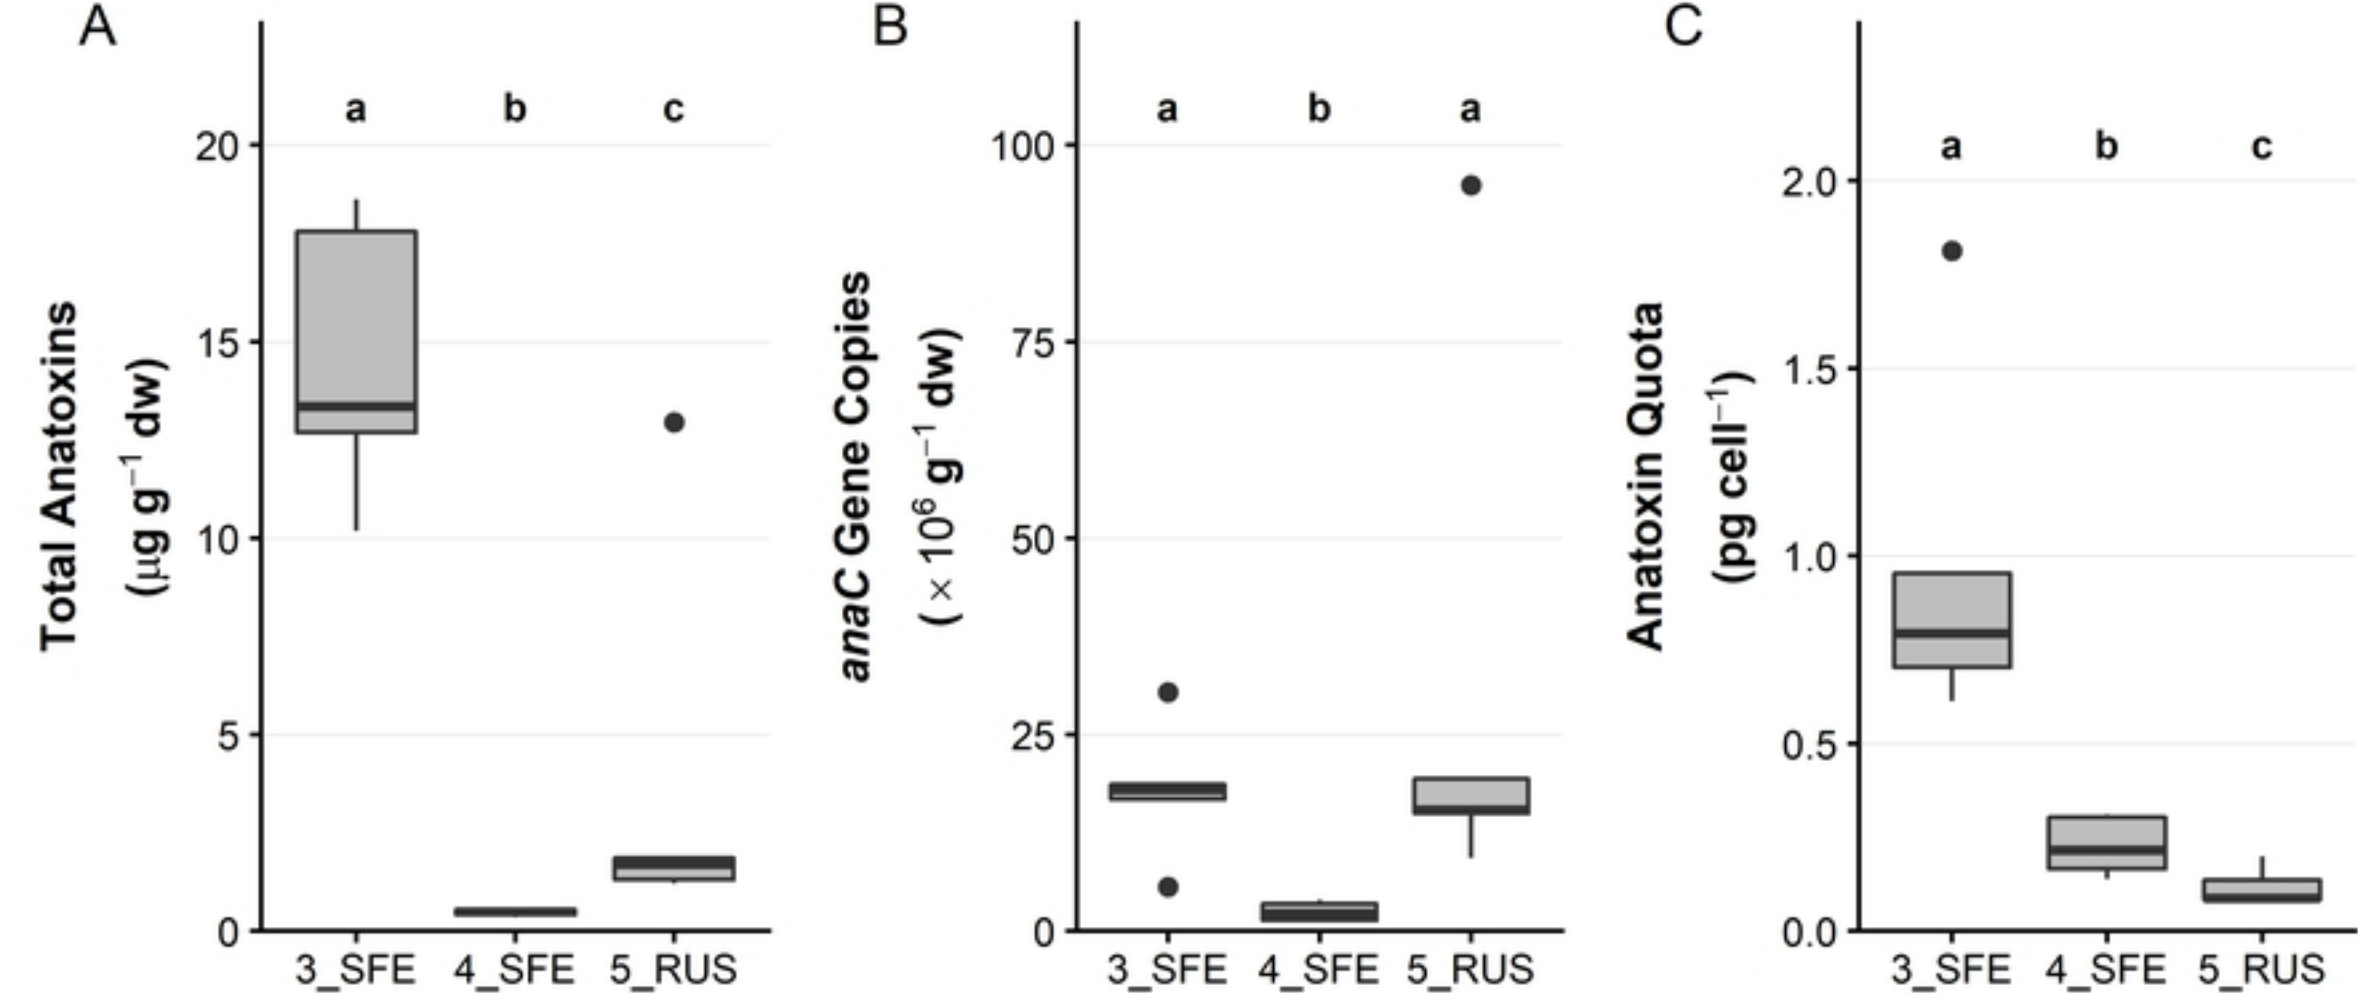 A
Total Anatoxins
(µg g⁻¹ dw)
a b c
20
15
10
5
0
3_SFE 4_SFE 5_RUS
B
anaC Gene Copies
(× 10⁶ g⁻¹ dw)
a b a
100
75
50
25
0
3_SFE 4_SFE 5_RUS
C
Anatoxin Quota
(pg cell⁻¹)
a b c
2.0
1.5
1.0
0.5
0.0
3_SFE 4_SFE 5_RUS